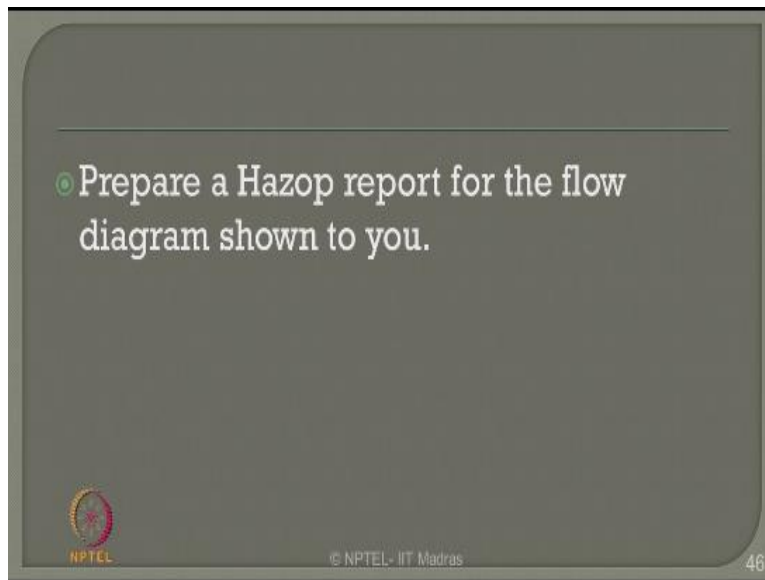 Prepare a Hazop report for the flow
diagram shown to you.
NPTEL
© NPTEL- IIT Madras
46